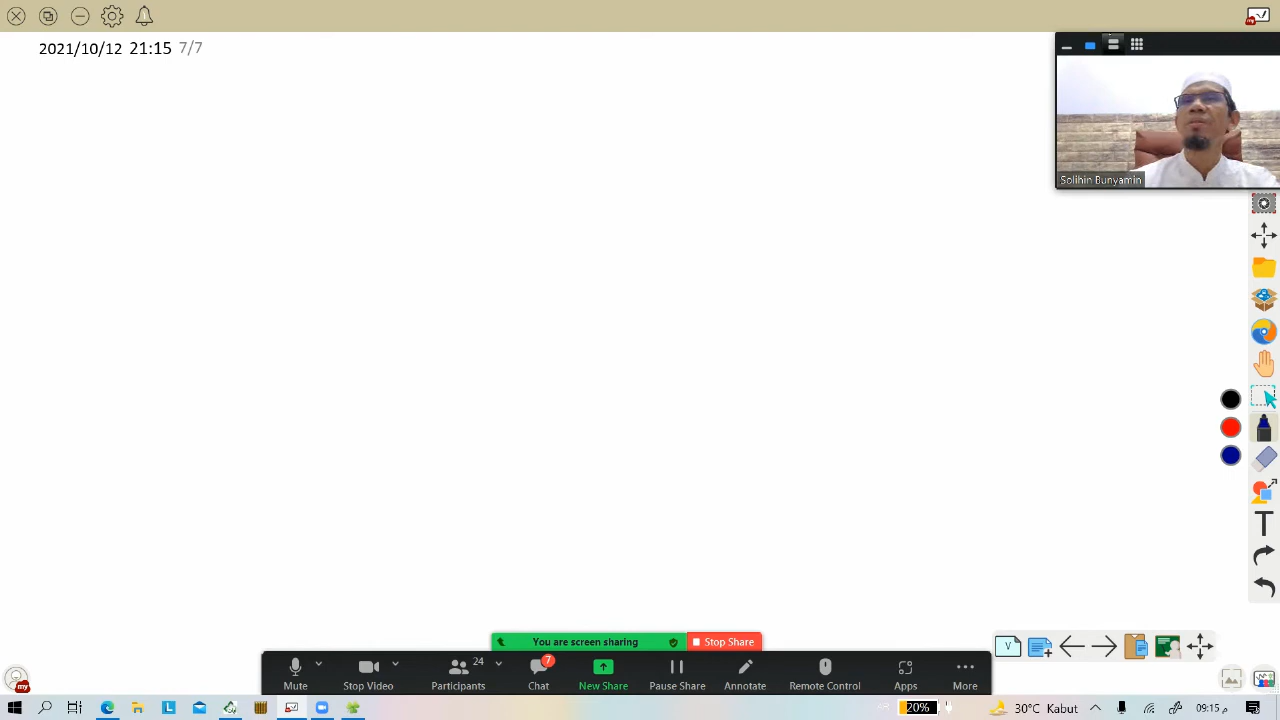 2021/10/12 21:15 7/7
Solihin Bunyamin
V
T
You are screen sharing
Stop Share
Mute
Stop Video
24
Participants
7
Chat
New Share
Pause Share
Annotate
Remote Control
Apps
More
L
20%
30°C Kabut
09:15 م